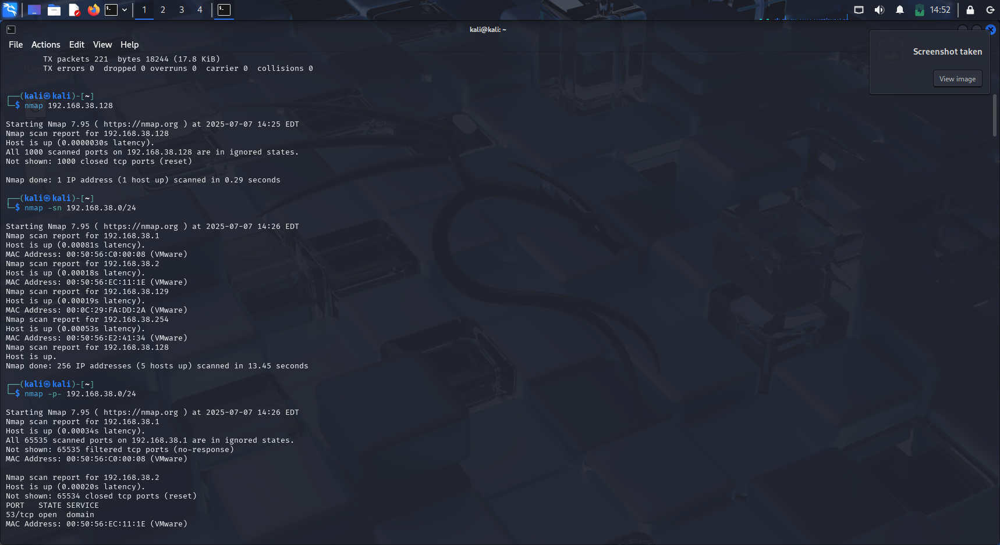 1 2 3 4
14:52
kali@kali: ~
File Actions Edit View Help
Screenshot taken
View image
TX packets 221  bytes 18244 (17.8 KiB)
TX errors 0  dropped 0 overruns 0  carrier 0  collisions 0
┌──(kali㉿kali)-[~]
└─$ nmap 192.168.38.128
Starting Nmap 7.95 ( https://nmap.org ) at 2025-07-07 14:25 EDT
Nmap scan report for 192.168.38.128
Host is up (0.0000030s latency).
All 1000 scanned ports on 192.168.38.128 are in ignored states.
Not shown: 1000 closed tcp ports (reset)
Nmap done: 1 IP address (1 host up) scanned in 0.29 seconds
┌──(kali㉿kali)-[~]
└─$ nmap -sn 192.168.38.0/24
Starting Nmap 7.95 ( https://nmap.org ) at 2025-07-07 14:26 EDT
Nmap scan report for 192.168.38.1
Host is up (0.00081s latency).
MAC Address: 00:50:56:C0:00:08 (VMware)
Nmap scan report for 192.168.38.2
Host is up (0.00018s latency).
MAC Address: 00:50:56:EC:11:1E (VMware)
Nmap scan report for 192.168.38.129
Host is up (0.00019s latency).
MAC Address: 00:0C:29:FA:DD:2A (VMware)
Nmap scan report for 192.168.38.254
Host is up (0.00053s latency).
MAC Address: 00:50:56:E2:41:34 (VMware)
Nmap scan report for 192.168.38.128
Host is up.
Nmap done: 256 IP addresses (5 hosts up) scanned in 13.45 seconds
┌──(kali㉿kali)-[~]
└─$ nmap -p- 192.168.38.0/24
Starting Nmap 7.95 ( https://nmap.org ) at 2025-07-07 14:26 EDT
Nmap scan report for 192.168.38.1
Host is up (0.00034s latency).
All 65535 scanned ports on 192.168.38.1 are in ignored states.
Not shown: 65535 filtered tcp ports (no-response)
MAC Address: 00:50:56:C0:00:08 (VMware)
Nmap scan report for 192.168.38.2
Host is up (0.00020s latency).
Not shown: 65534 closed tcp ports (reset)
PORT   STATE SERVICE
53/tcp open  domain
MAC Address: 00:50:56:EC:11:1E (VMware)